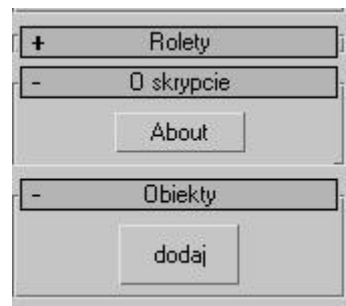 + Rolety
- O skrypcie
About
- Obiekty
dodaj